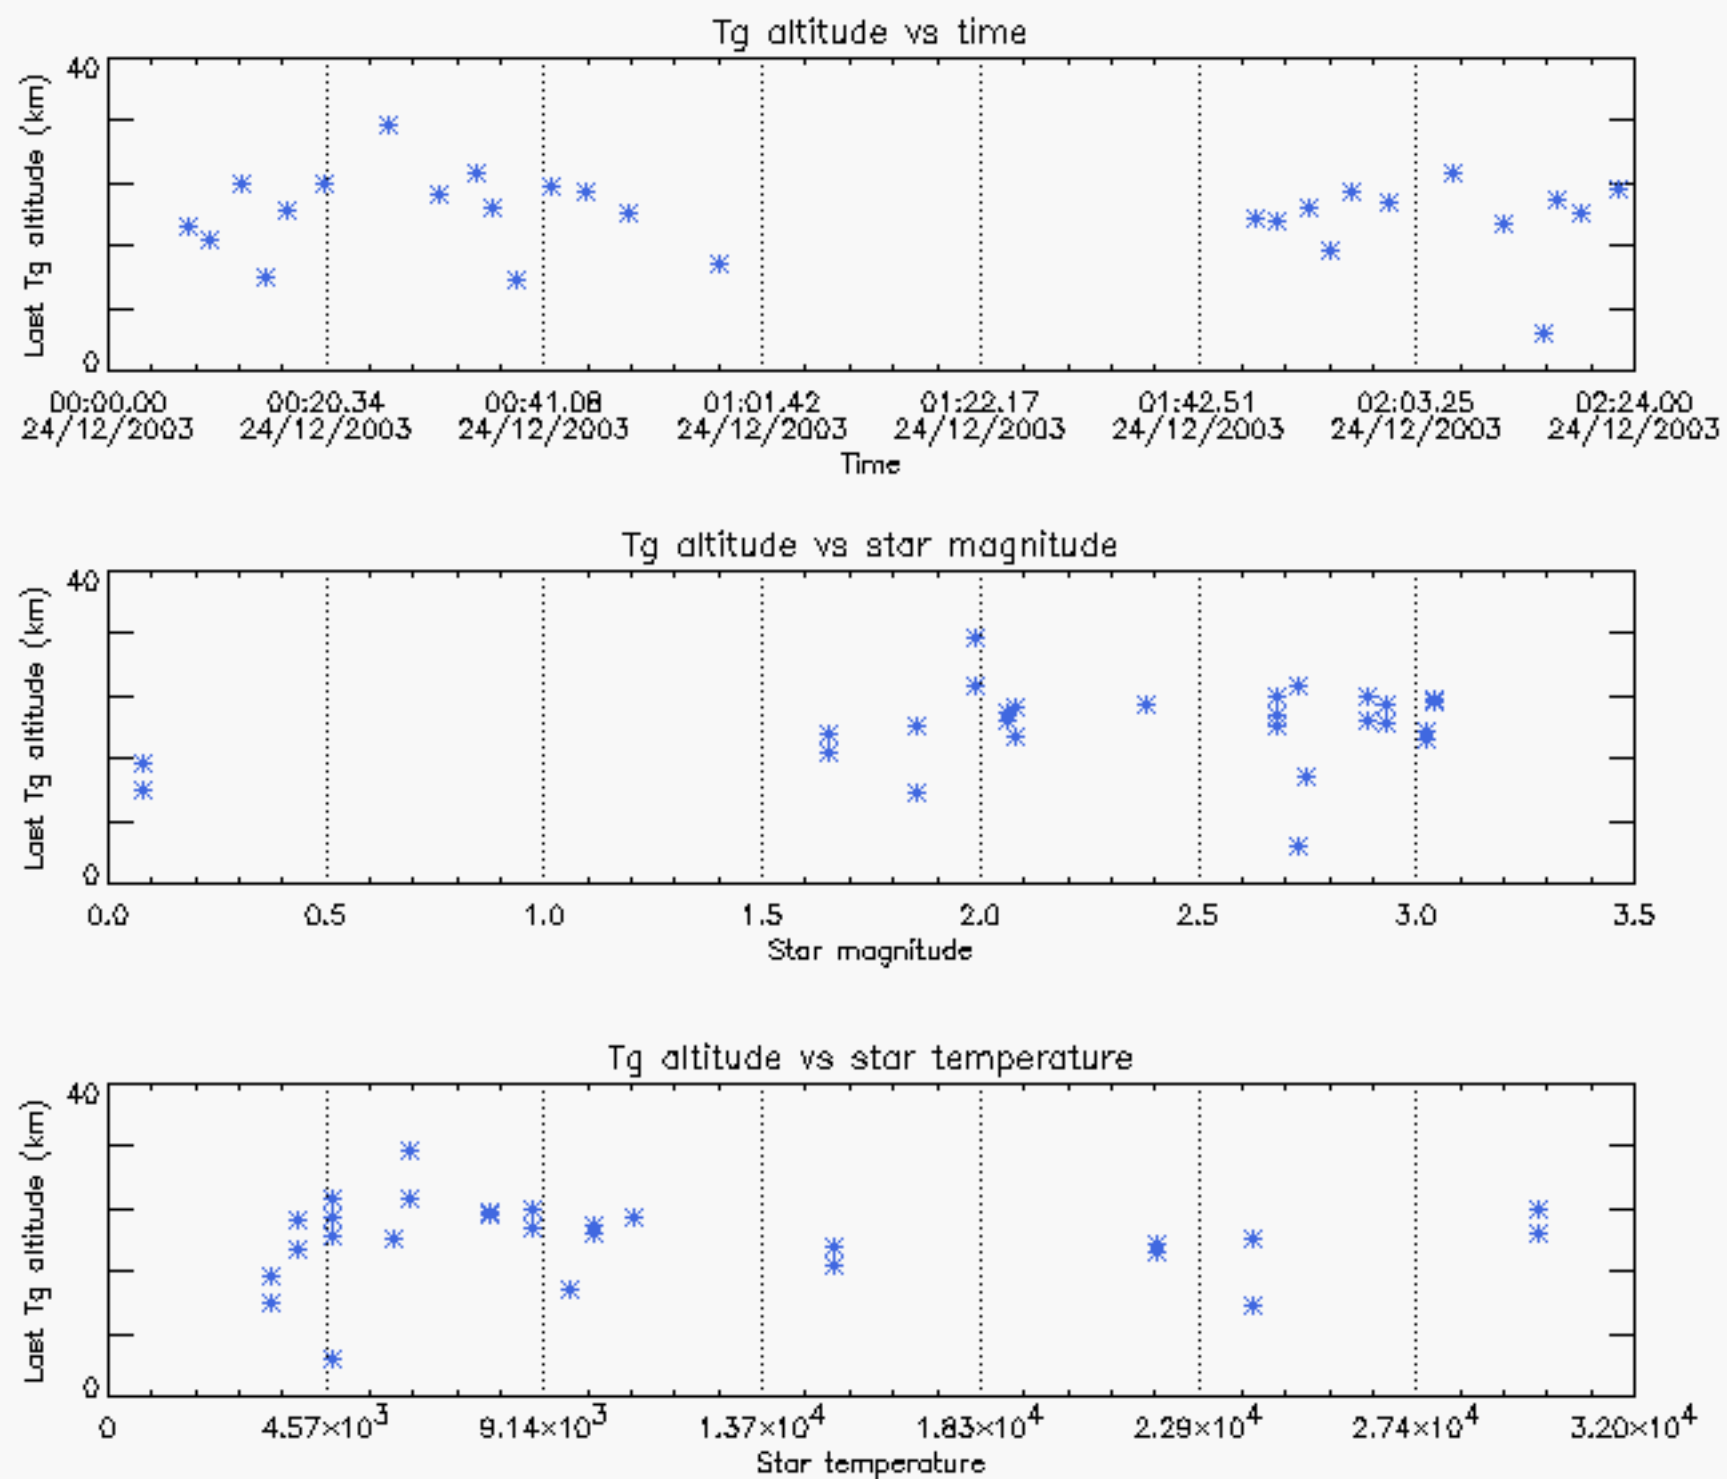 Tg altitude vs time
Last Tg altitude (km)
40
0
00:00.00 00:20.34 00:41.08 01:01.42 01:22.17 01:42.51 02:03.25 02:24.00
24/12/2003 24/12/2003 24/12/2003 24/12/2003 24/12/2003 24/12/2003 24/12/2003 24/12/2003
Time
Tg altitude vs star magnitude
Last Tg altitude (km)
40
0
0.0 0.5 1.0 1.5 2.0 2.5 3.0 3.5
Star magnitude
Tg altitude vs star temperature
Last Tg altitude (km)
40
0
0 4.57×10³ 9.14×10³ 1.37×10⁴ 1.83×10⁴ 2.29×10⁴ 2.74×10⁴ 3.20×10⁴
Star temperature